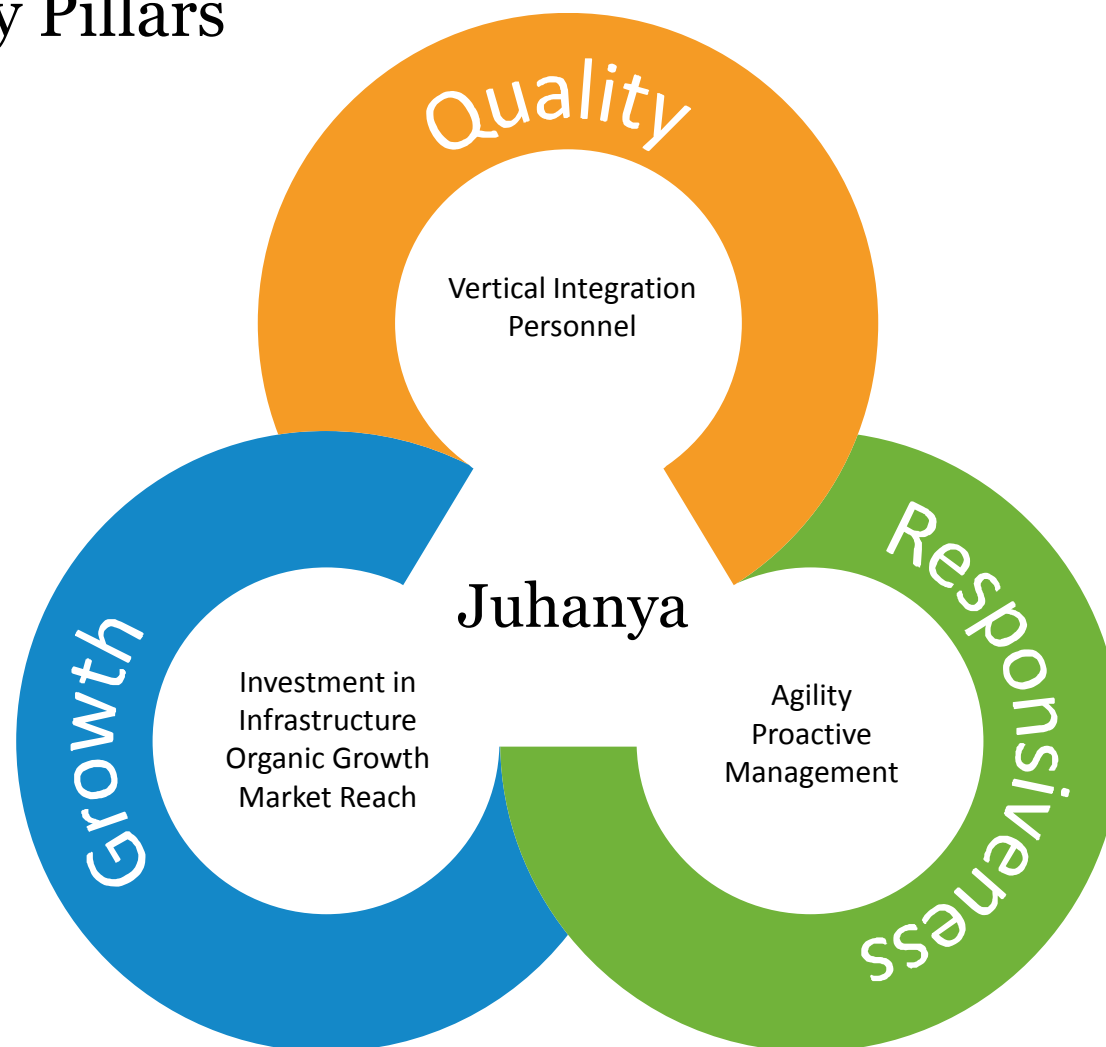 y Pillars
Quality
Vertical Integration
Personnel
Juhanya
Growth
Investment in
Infrastructure
Organic Growth
Market Reach
Responsiveness
Agility
Proactive
Management